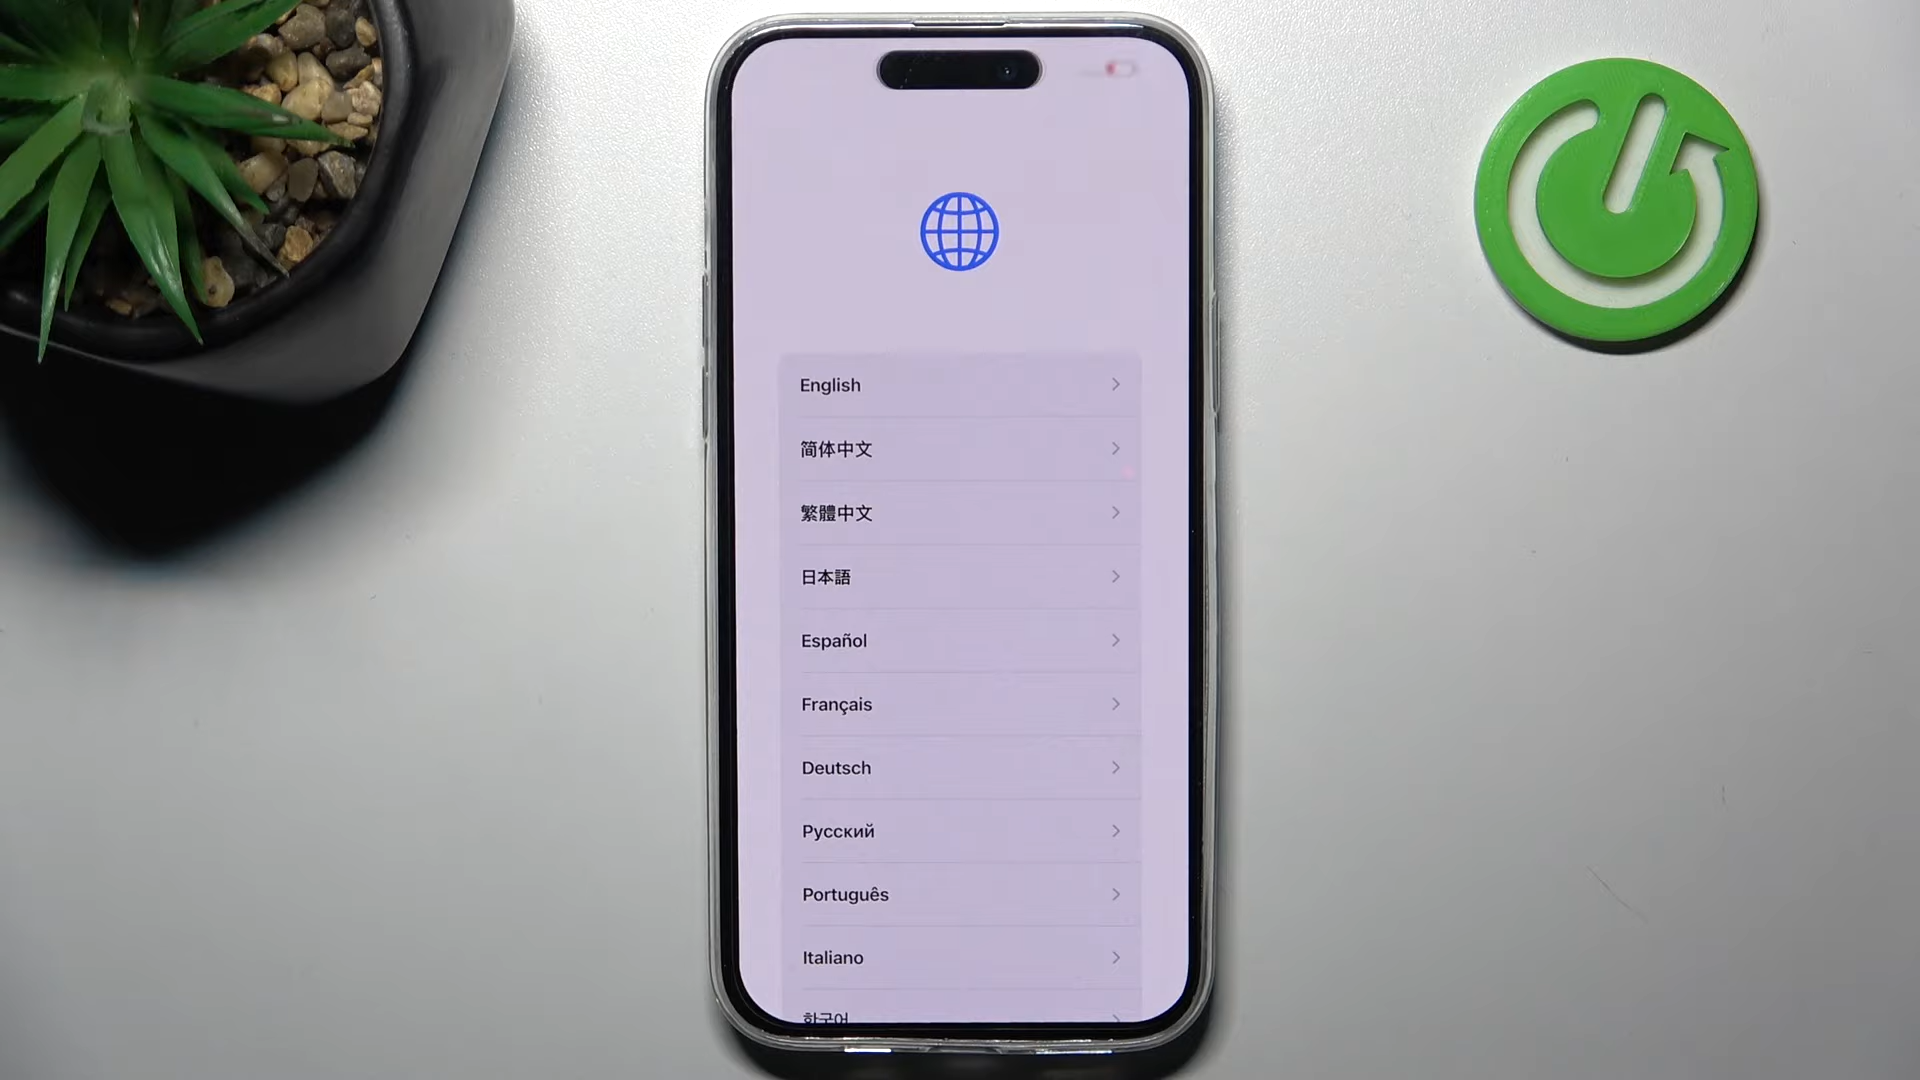 English
简体中文
繁體中文
日本語
Español
Français
Deutsch
Русский
Português
Italiano
한국어